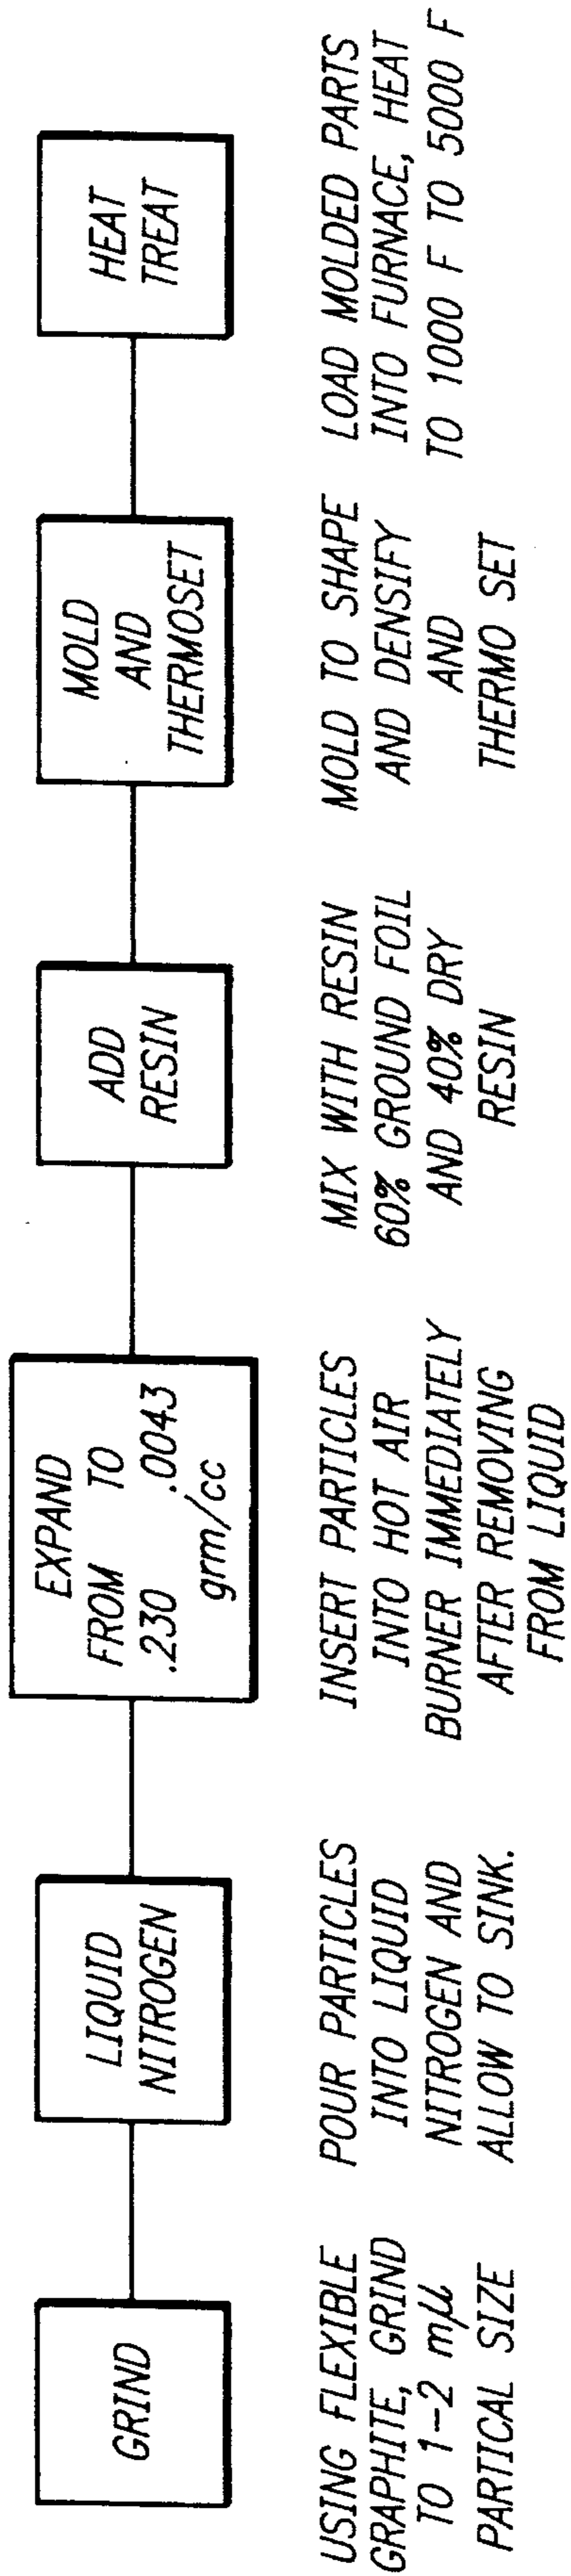 GRIND
USING FLEXIBLE
GRAPHITE, GRIND
TO 1-2 mμ
PARTICAL SIZE
LIQUID
NITROGEN
POUR PARTICLES
INTO LIQUID
NITROGEN AND
ALLOW TO SINK.
EXPAND
FROM TO
.230 .0043
grm/cc
INSERT PARTICLES
INTO HOT AIR
BURNER IMMEDIATELY
AFTER REMOVING
FROM LIQUID
ADD
RESIN
MIX WITH RESIN
60% GROUND FOIL
AND 40% DRY
RESIN
MOLD
AND
THERMOSET
MOLD TO SHAPE
AND DENSIFY
AND
THERMO SET
HEAT
TREAT
LOAD MOLDED PARTS
INTO FURNACE, HEAT
TO 1000 F TO 5000 F